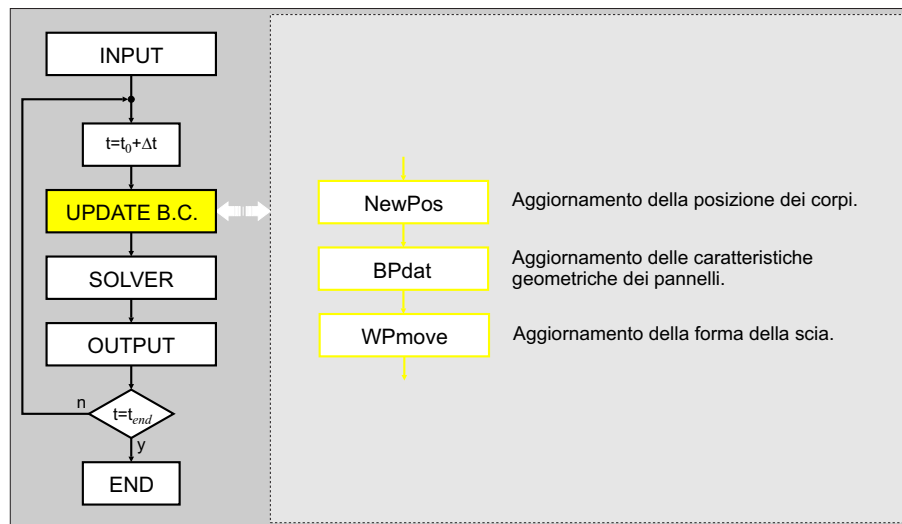 INPUT
t=t0+Δt
UPDATE B.C.
SOLVER
OUTPUT
n
t=tend
y
END
NewPos
Aggiornamento della posizione dei corpi.
BPdat
Aggiornamento delle caratteristiche
geometriche dei pannelli.
WPmove
Aggiornamento della forma della scia.